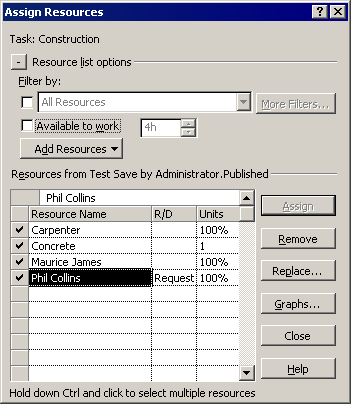 Assign Resources
Task: Construction
- Resource list options
Filter by:
All Resources More Filters...
Available to work 4h
Add Resources
Resources from Test Save by Administrator.Published
Phil Collins
Resource Name R/D Units
Carpenter 100%
Concrete 1
Maurice James 100%
Phil Collins Request 100%
Assign
Remove
Replace...
Graphs...
Close
Help
Hold down Ctrl and click to select multiple resources